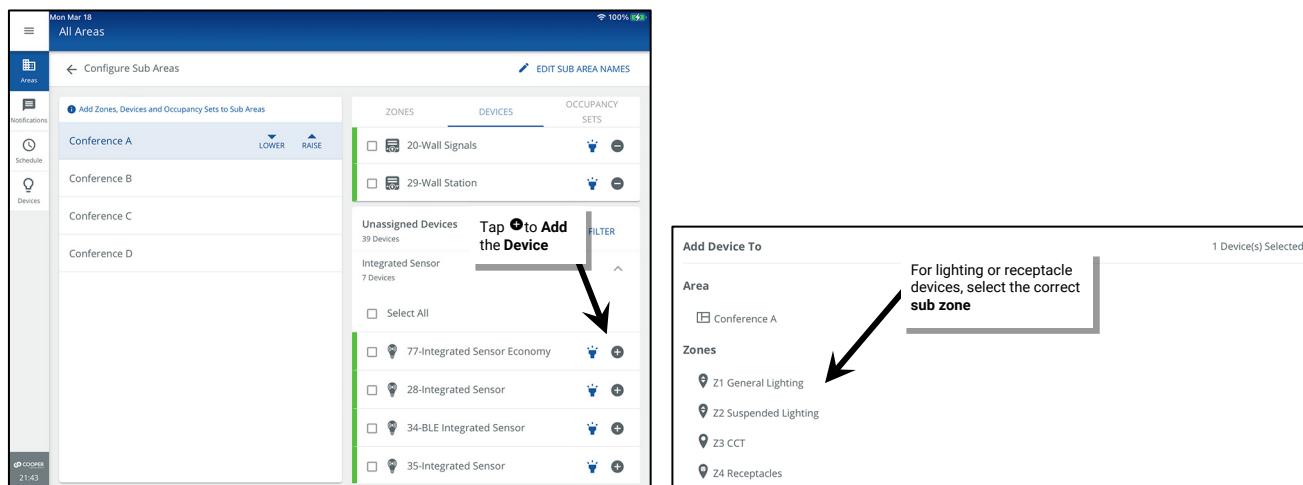 Mon Mar 18
100%
All Areas
Areas
Configure Sub Areas
EDIT SUB AREA NAMES
Notifications
Schedule
Devices
Add Zones, Devices and Occupancy Sets to Sub Areas
Conference A
LOWER
RAISE
Conference B
Conference C
Conference D
ZONES
DEVICES
OCCUPANCY
SETS
20-Wall Signals
29-Wall Station
Unassigned Devices
39 Devices
FILTER
Tap to Add
the Device
Integrated Sensor
7 Devices
Select All
77-Integrated Sensor Economy
28-Integrated Sensor
34-BLE Integrated Sensor
35-Integrated Sensor
COOPER
21:43
Add Device To
1 Device(s) Selected
For lighting or receptacle
devices, select the correct
sub zone
Area
Conference A
Zones
Z1 General Lighting
Z2 Suspended Lighting
Z3 CCT
Z4 Receptacles